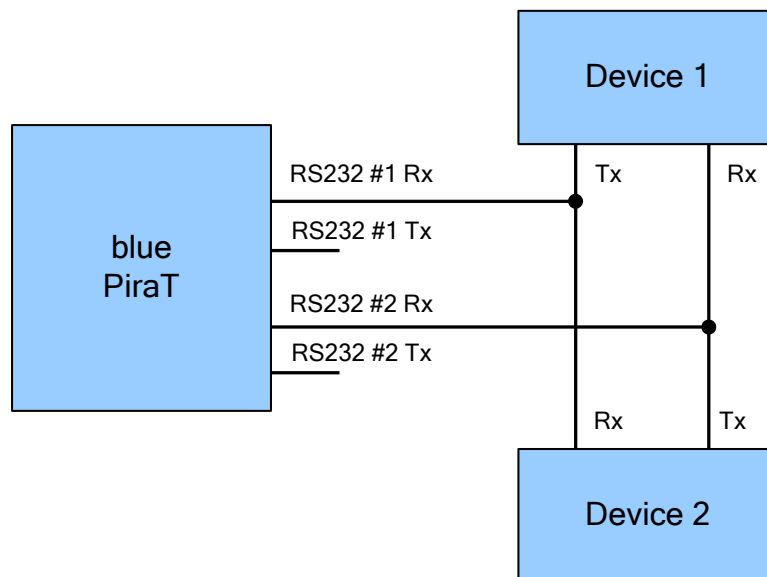 Device 1
Tx
Rx
RS232 #1 Rx
RS232 #1 Tx
blue
PiraT
RS232 #2 Rx
RS232 #2 Tx
Rx
Tx
Device 2